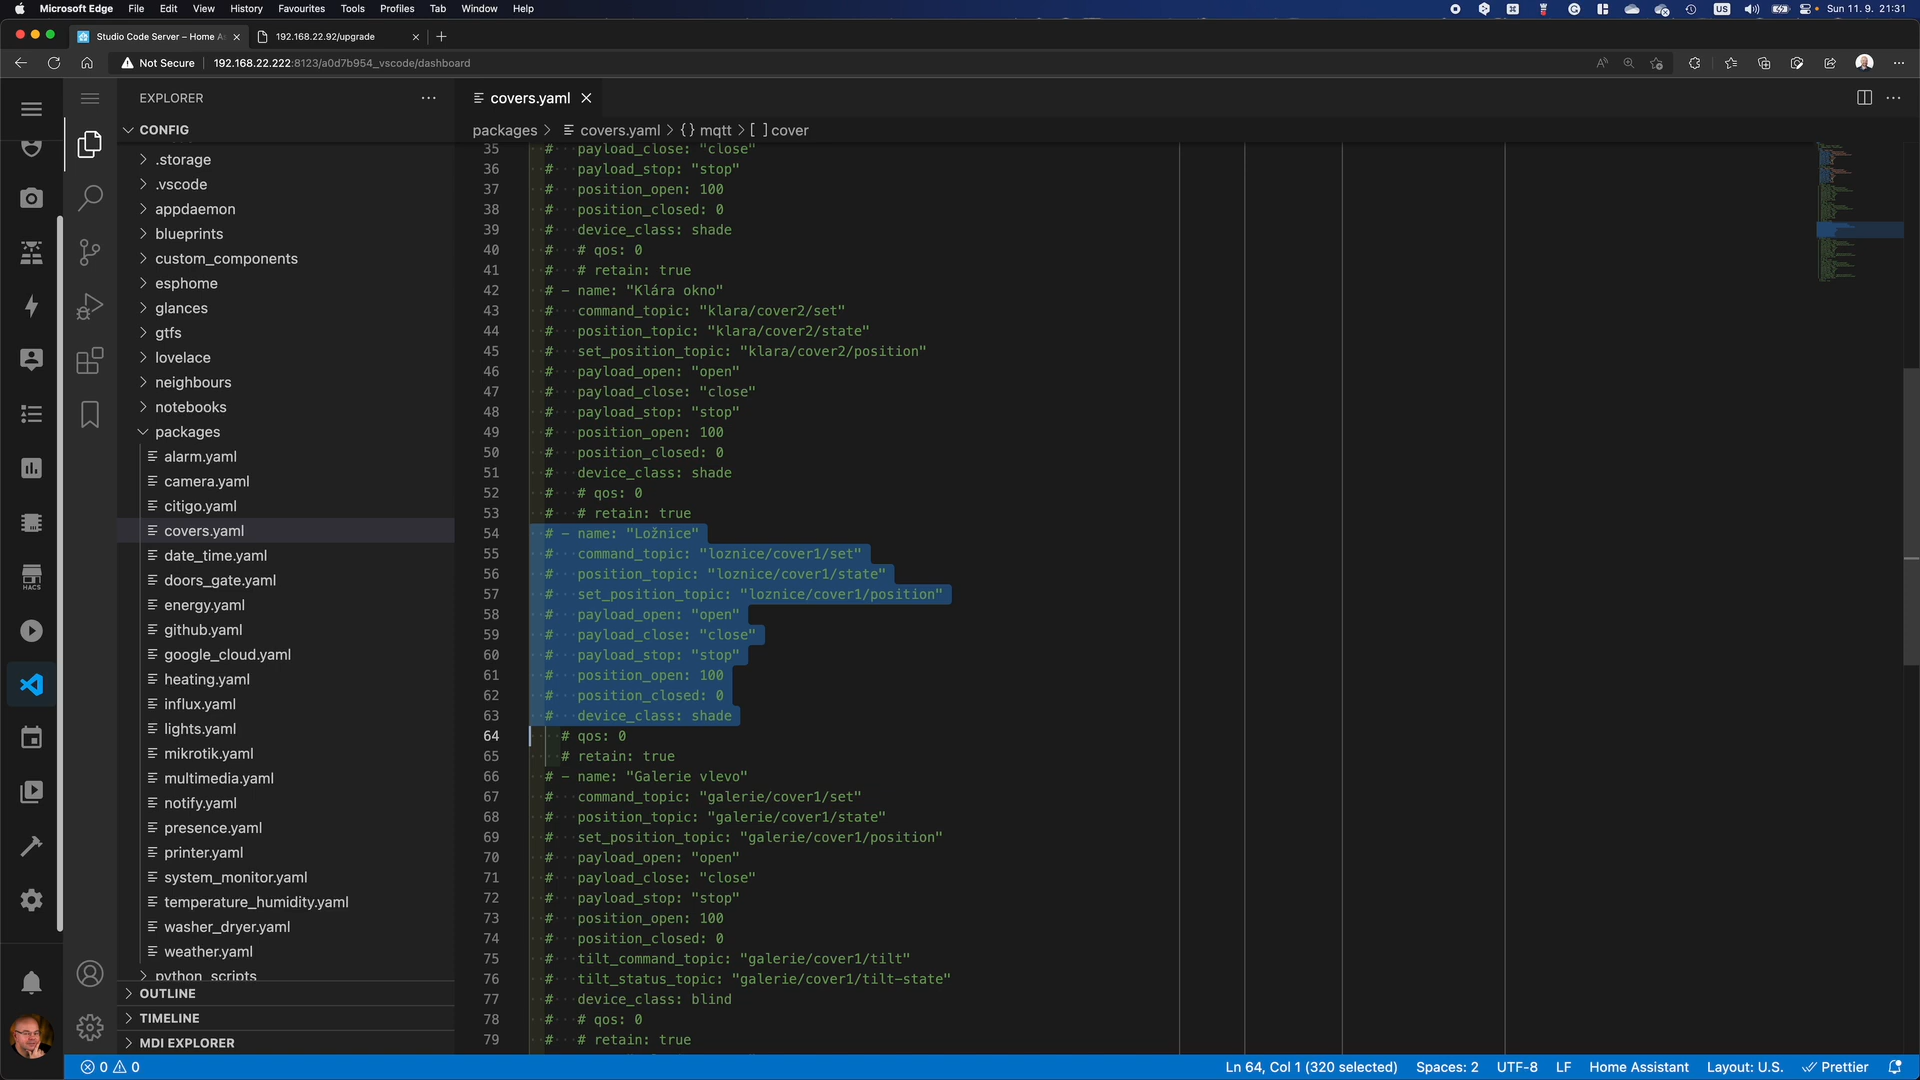 Microsoft Edge File Edit View History Favourites Tools Profiles Tab Window Help US Sun 11. 9. 21:31
Studio Code Server – Home A 192.168.22.92/upgrade
Not Secure 192.168.22.222:8123/a0d7b954_vscode/dashboard
EXPLORER
CONFIG
.storage
.vscode
appdaemon
blueprints
custom_components
esphome
glances
gtfs
lovelace
neighbours
notebooks
packages
alarm.yaml
camera.yaml
citigo.yaml
covers.yaml
date_time.yaml
doors_gate.yaml
energy.yaml
github.yaml
google_cloud.yaml
heating.yaml
influx.yaml
lights.yaml
mikrotik.yaml
multimedia.yaml
notify.yaml
presence.yaml
printer.yaml
system_monitor.yaml
temperature_humidity.yaml
washer_dryer.yaml
weather.yaml
python_scripts
OUTLINE
TIMELINE
MDI EXPLORER
HACS
covers.yaml
packages > covers.yaml > {} mqtt > [ ] cover
35 # payload_close: "close"
36 # payload_stop: "stop"
37 # position_open: 100
38 # position_closed: 0
39 # device_class: shade
40 # # qos: 0
41 # # retain: true
42 # - name: "Klára okno"
43 # command_topic: "klara/cover2/set"
44 # position_topic: "klara/cover2/state"
45 # set_position_topic: "klara/cover2/position"
46 # payload_open: "open"
47 # payload_close: "close"
48 # payload_stop: "stop"
49 # position_open: 100
50 # position_closed: 0
51 # device_class: shade
52 # # qos: 0
53 # # retain: true
54 # - name: "Ložnice"
55 # command_topic: "loznice/cover1/set"
56 # position_topic: "loznice/cover1/state"
57 # set_position_topic: "loznice/cover1/position"
58 # payload_open: "open"
59 # payload_close: "close"
60 # payload_stop: "stop"
61 # position_open: 100
62 # position_closed: 0
63 # device_class: shade
64 # qos: 0
65 # retain: true
66 # - name: "Galerie vlevo"
67 # command_topic: "galerie/cover1/set"
68 # position_topic: "galerie/cover1/state"
69 # set_position_topic: "galerie/cover1/position"
70 # payload_open: "open"
71 # payload_close: "close"
72 # payload_stop: "stop"
73 # position_open: 100
74 # position_closed: 0
75 # tilt_command_topic: "galerie/cover1/tilt"
76 # tilt_status_topic: "galerie/cover1/tilt-state"
77 # device_class: blind
78 # # qos: 0
79 # # retain: true
0 0 Ln 64, Col 1 (320 selected) Spaces: 2 UTF-8 LF Home Assistant Layout: U.S. Prettier